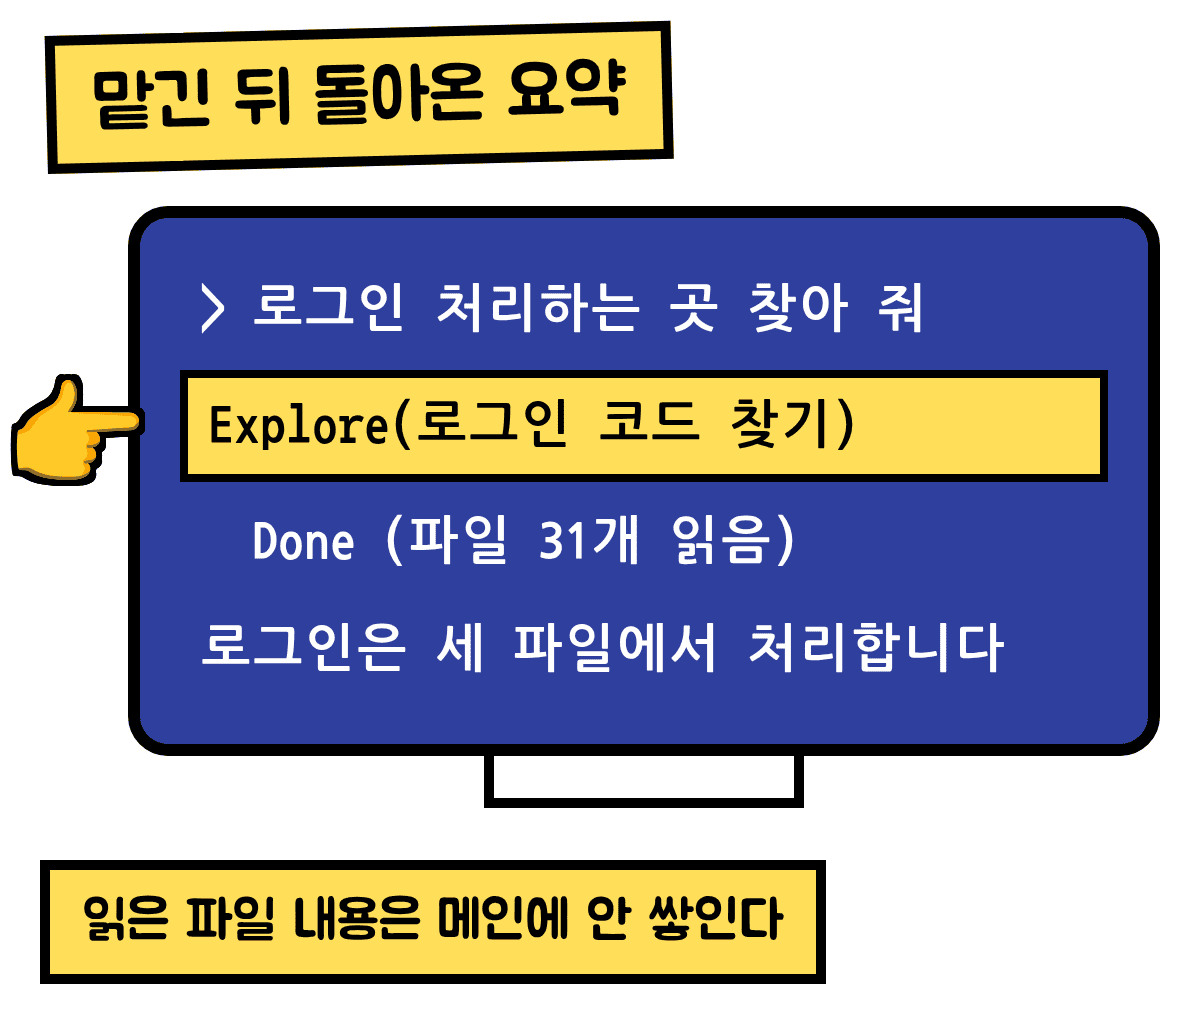 맡긴 뒤 돌아온 요약
> 로그인 처리하는 곳 찾아 줘
Explore(로그인 코드 찾기)
Done (파일 31개 읽음)
로그인은 세 파일에서 처리합니다
읽은 파일 내용은 메인에 안 쌓인다